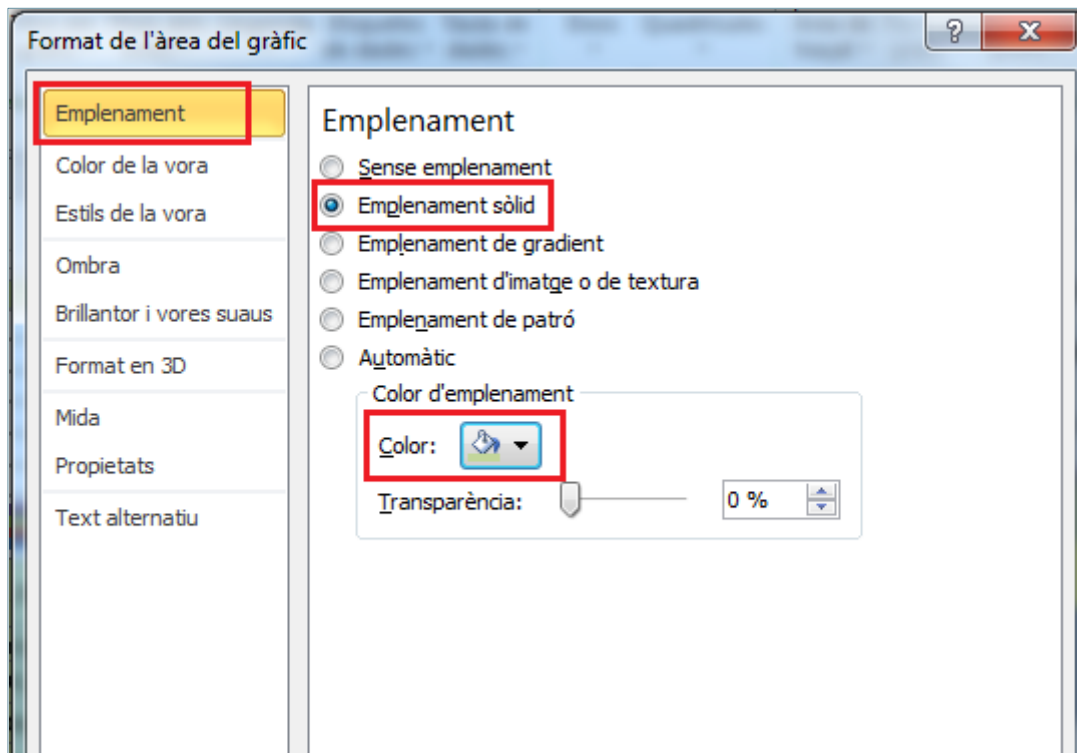 Format de l'àrea del gràfic
Emplenament
Color de la vora
Estils de la vora
Ombra
Brillantor i vores suaus
Format en 3D
Mida
Propietats
Text alternatiu
Emplenament
Sense emplenament
Emplenament sòlid
Emplenament de gradient
Emplenament d'imatge o de textura
Emplenament de patró
Automàtic
Color d'emplenament
Color:
Transparència:
0 %